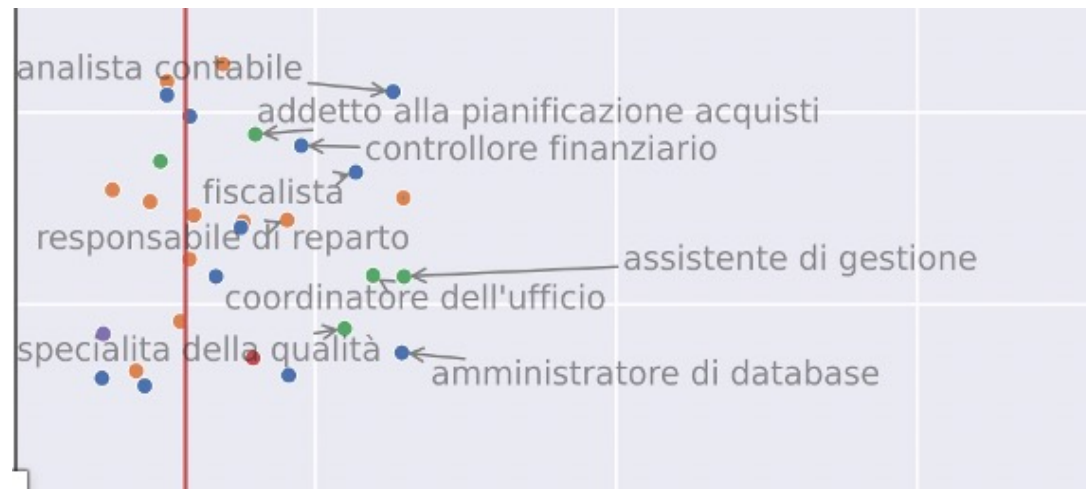 analista contabile
addetto alla pianificazione acquisti
controllore finanziario
fiscalista
responsabile di reparto
assistente di gestione
coordinatore dell'ufficio
specialita della qualità
amministratore di database